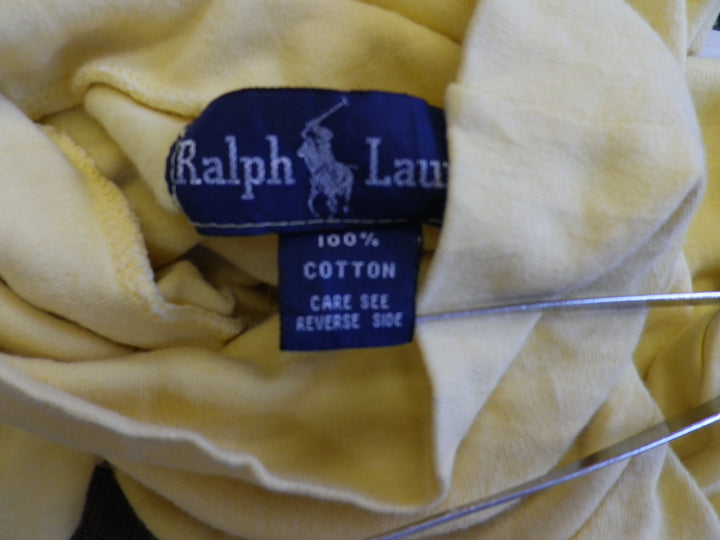 Ralph Lau
100%
COTTON
CARE SEE
REVERSE SIDE